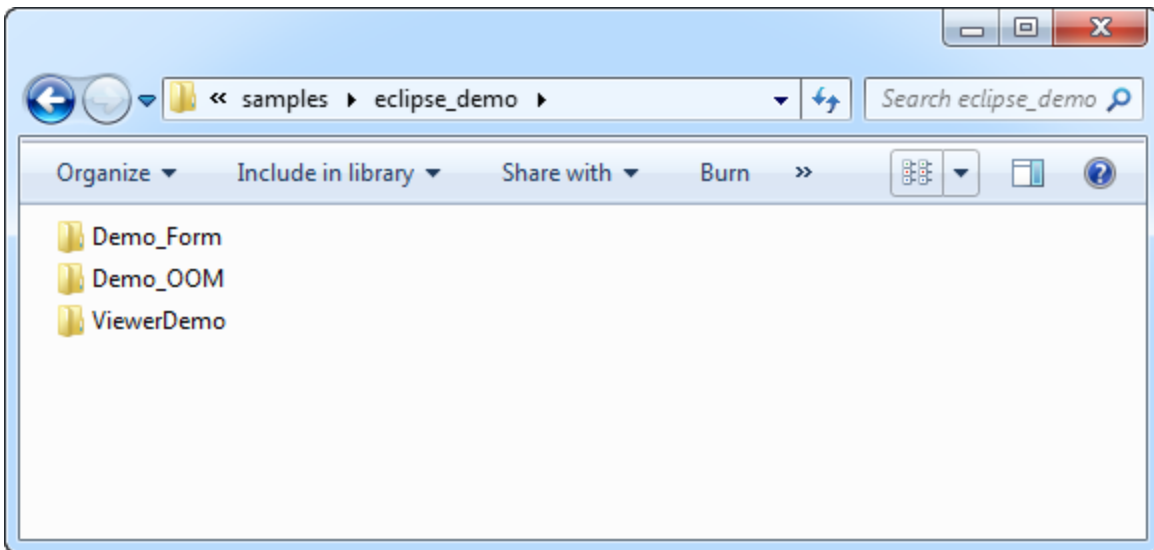 « samples eclipse_demo Search eclipse_demo
Organize Include in library Share with Burn »
Demo_Form
Demo_OOM
ViewerDemo